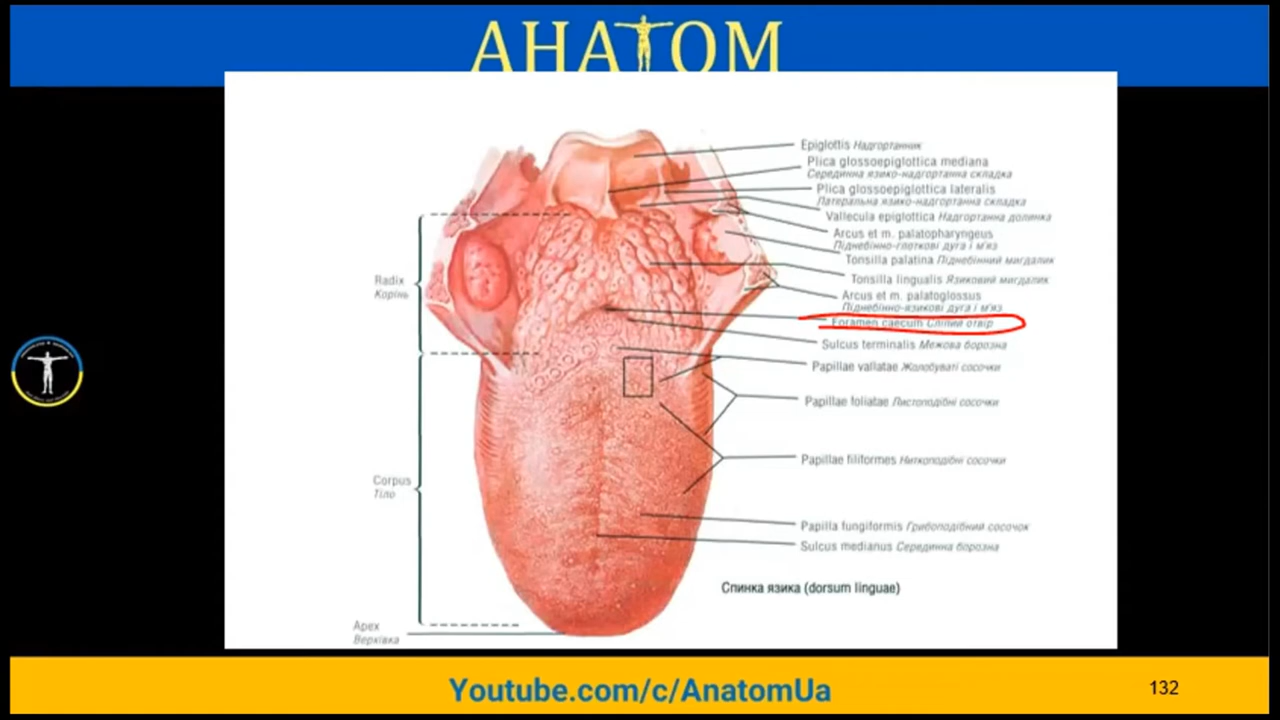 АНАТОМ
Epiglottis Надгортанник
Plica glossoepiglottica mediana
Серединна язико-надгортанна складка
Plica glossoepiglottica lateralis
Латеральна язико-надгортанна складка
Vallecula epiglottica Надгортанна долинка
Arcus et m. palatopharyngeus
Піднебінно-глоткові дуга і м'яз
Tonsilla palatina Піднебінний мигдалик
Tonsilla lingualis Язиковий мигдалик
Arcus et m. palatoglossus
Піднебінно-язикові дуга і м'яз
Foramen caecum Сліпий отвір
Sulcus terminalis Межова борозна
Papillae vallatae Жолобуваті сосочки
Papillae foliatae Листоподібні сосочки
Papillae filiformes Ниткоподібні сосочки
Papilla fungiformis Грибоподібний сосочок
Sulcus medianus Серединна борозна
Radix
Корінь
Corpus
Тіло
Apex
Верхівка
Спинка язика (dorsum linguae)
Youtube.com/c/AnatomUa
132